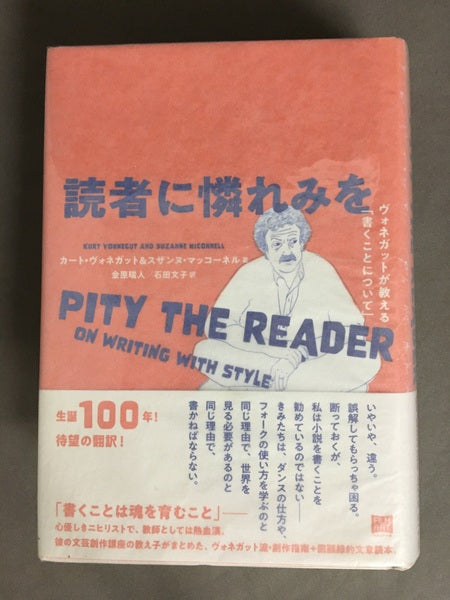 読者に憐れみを
ヴォネガットが教える
「書くことについて」
KURT VONNEGUT AND SUZANNE McCONNELL
カート・ヴォネガット&スザンヌ・マッコーネル 著
金原瑞人 石田文子 訳
PITY THE READER
ON WRITING WITH STYLE
生誕100年!
待望の翻訳!
いやいや、違う。
誤解してもらっちゃ困る。
断っておくが、
私は小説を書くことを
勧めているのではない——
きみたちは、ダンスの仕方や、
フォークの使い方を学ぶのと
同じ理由で、世界を
見る必要があるのと
同じ理由で、
書かねばならない。
「書くことは魂を育むこと」——
心優しきニヒリストで、教師としては熱血漢。
彼の文芸創作講座の教え子がまとめた、ヴォネガット流・創作指南+回顧録的文章読本。
FILM
ART